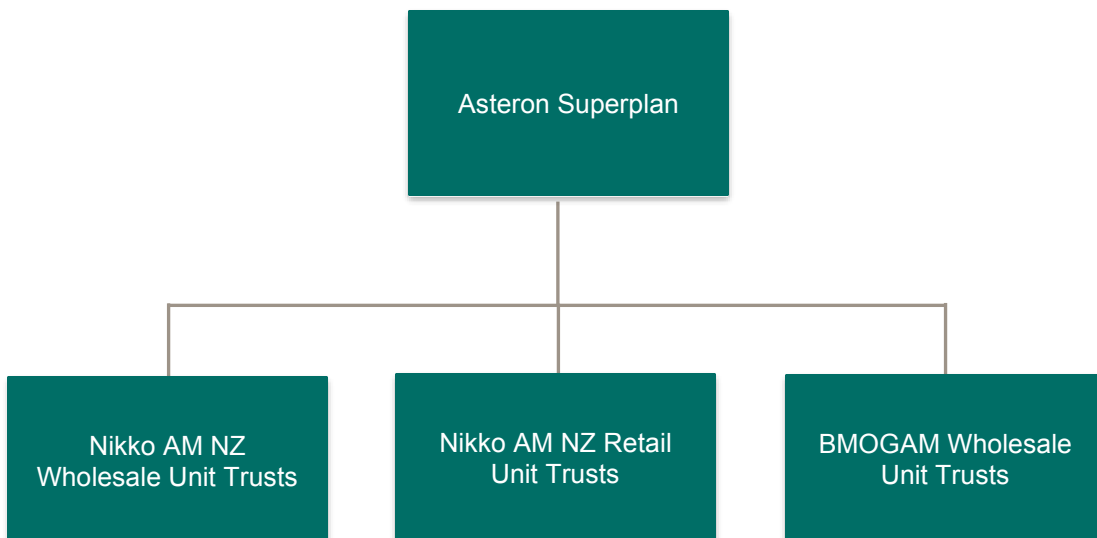 Asteron Superplan
Nikko AM NZ
Wholesale Unit Trusts
Nikko AM NZ Retail
Unit Trusts
BMOGAM Wholesale
Unit Trusts